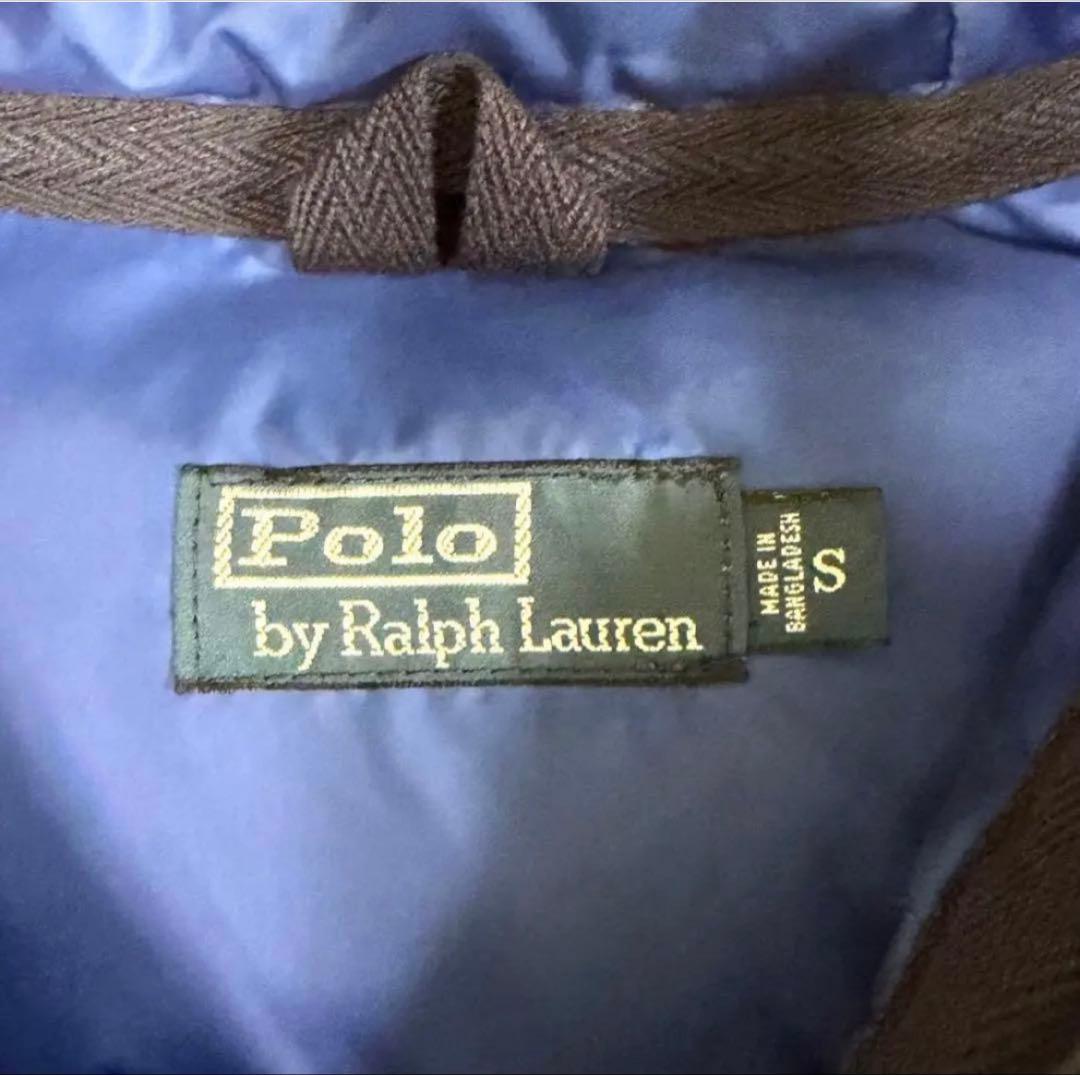 Polo
by Ralph Lauren
MADE IN
BANGLADESH
S